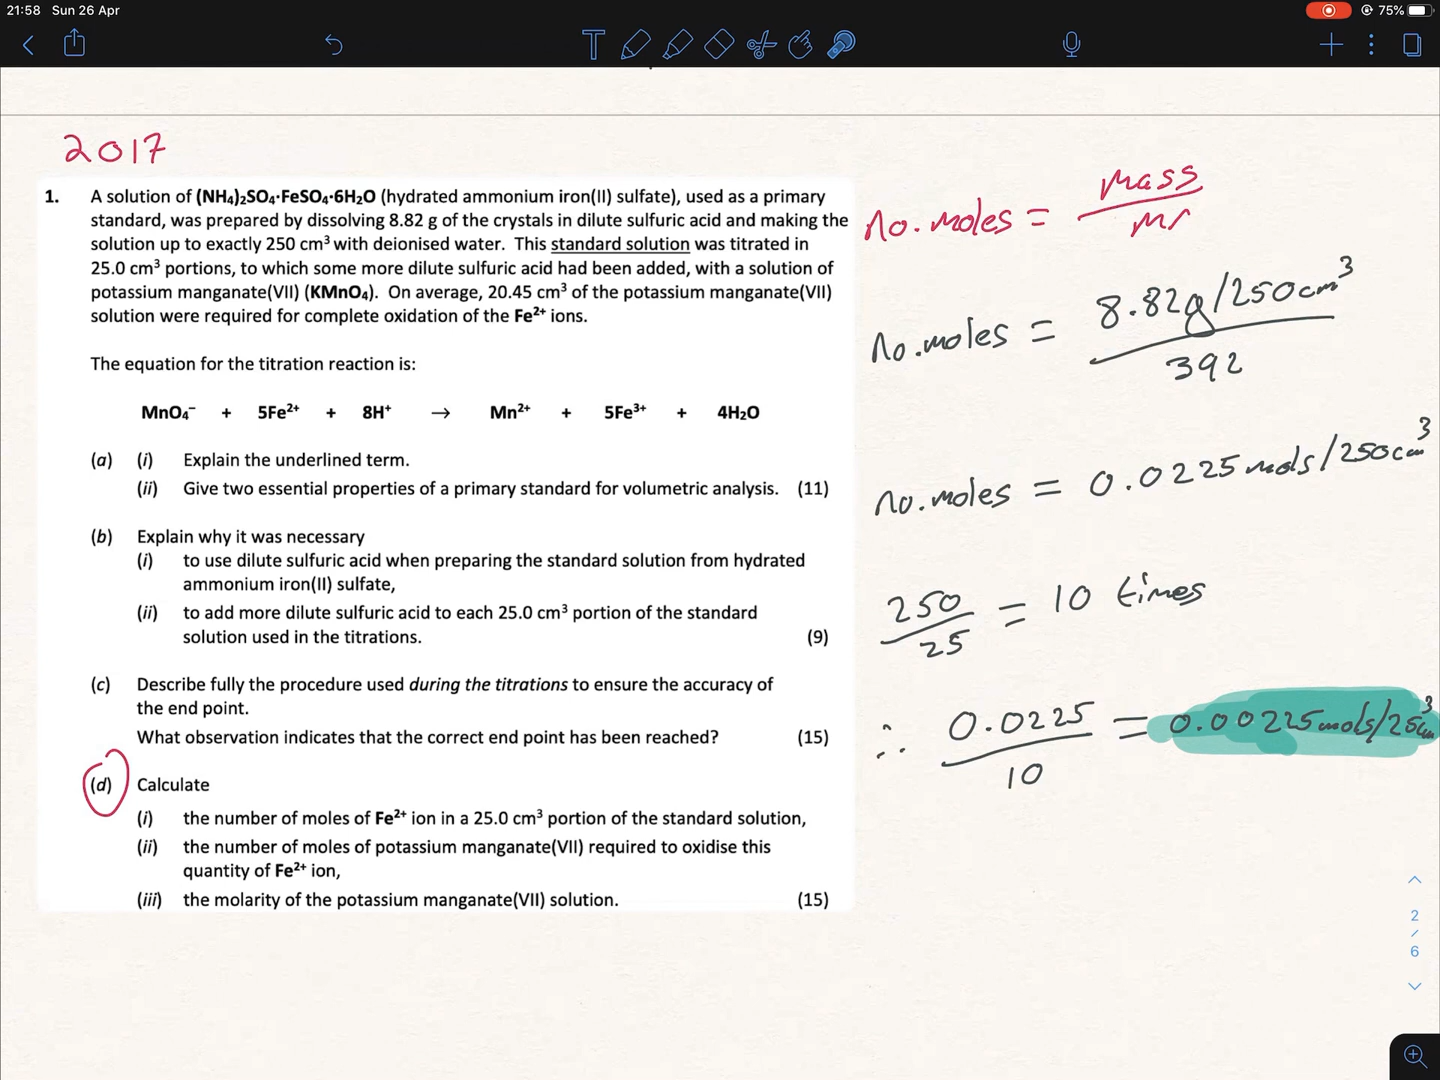 21:58 Sun 26 Apr
75%
2017
1. A solution of (NH₄)₂SO₄·FeSO₄·6H₂O (hydrated ammonium iron(II) sulfate), used as a primary
standard, was prepared by dissolving 8.82 g of the crystals in dilute sulfuric acid and making the
solution up to exactly 250 cm³ with deionised water. This standard solution was titrated in
25.0 cm³ portions, to which some more dilute sulfuric acid had been added, with a solution of
potassium manganate(VII) (KMnO₄). On average, 20.45 cm³ of the potassium manganate(VII)
solution were required for complete oxidation of the Fe²⁺ ions.
The equation for the titration reaction is:
MnO₄⁻ + 5Fe²⁺ + 8H⁺ → Mn²⁺ + 5Fe³⁺ + 4H₂O
(a) (i) Explain the underlined term.
(ii) Give two essential properties of a primary standard for volumetric analysis. (11)
(b) Explain why it was necessary
(i) to use dilute sulfuric acid when preparing the standard solution from hydrated
ammonium iron(II) sulfate,
(ii) to add more dilute sulfuric acid to each 25.0 cm³ portion of the standard
solution used in the titrations. (9)
(c) Describe fully the procedure used during the titrations to ensure the accuracy of
the end point.
What observation indicates that the correct end point has been reached? (15)
(d) Calculate
(i) the number of moles of Fe²⁺ ion in a 25.0 cm³ portion of the standard solution,
(ii) the number of moles of potassium manganate(VII) required to oxidise this
quantity of Fe²⁺ ion,
(iii) the molarity of the potassium manganate(VII) solution. (15)
no. moles = mass
Mr
no. moles = 8.82g/250cm³
392
no. moles = 0.0225 mols/250cm³
250
25
= 10 times
∴ 0.0225
10
= 0.00225mols/25cm³
2
/
6